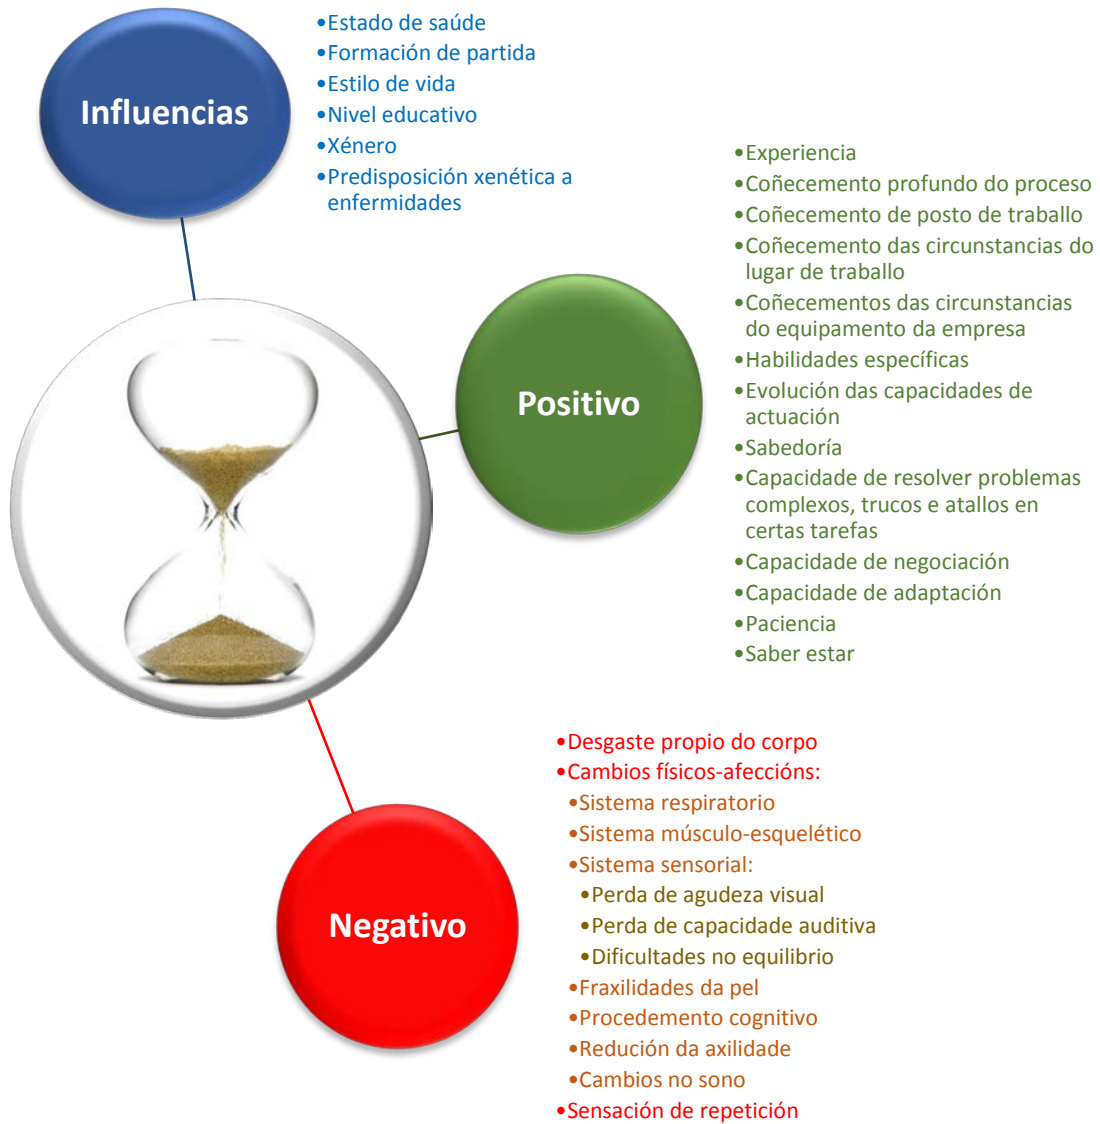 Influencias
•Estado de saúde
•Formación de partida
•Estilo de vida
•Nivel educativo
•Xénero
•Predisposición xenética a
enfermidades
Positivo
•Experiencia
•Coñecemento profundo do proceso
•Coñecemento de posto de traballo
•Coñecemento das circunstancias do
lugar de traballo
•Coñecementos das circunstancias
do equipamento da empresa
•Habilidades específicas
•Evolución das capacidades de
actuación
•Sabedoría
•Capacidade de resolver problemas
complexos, trucos e atallos en
certas tarefas
•Capacidade de negociación
•Capacidade de adaptación
•Paciencia
•Saber estar
Negativo
•Desgaste propio do corpo
•Cambios físicos-afeccións:
•Sistema respiratorio
•Sistema músculo-esquelético
•Sistema sensorial:
•Perda de agudeza visual
•Perda de capacidade auditiva
•Dificultades no equilibrio
•Fraxilidades da pel
•Procedemento cognitivo
•Redución da axilidade
•Cambios no sono
•Sensación de repetición